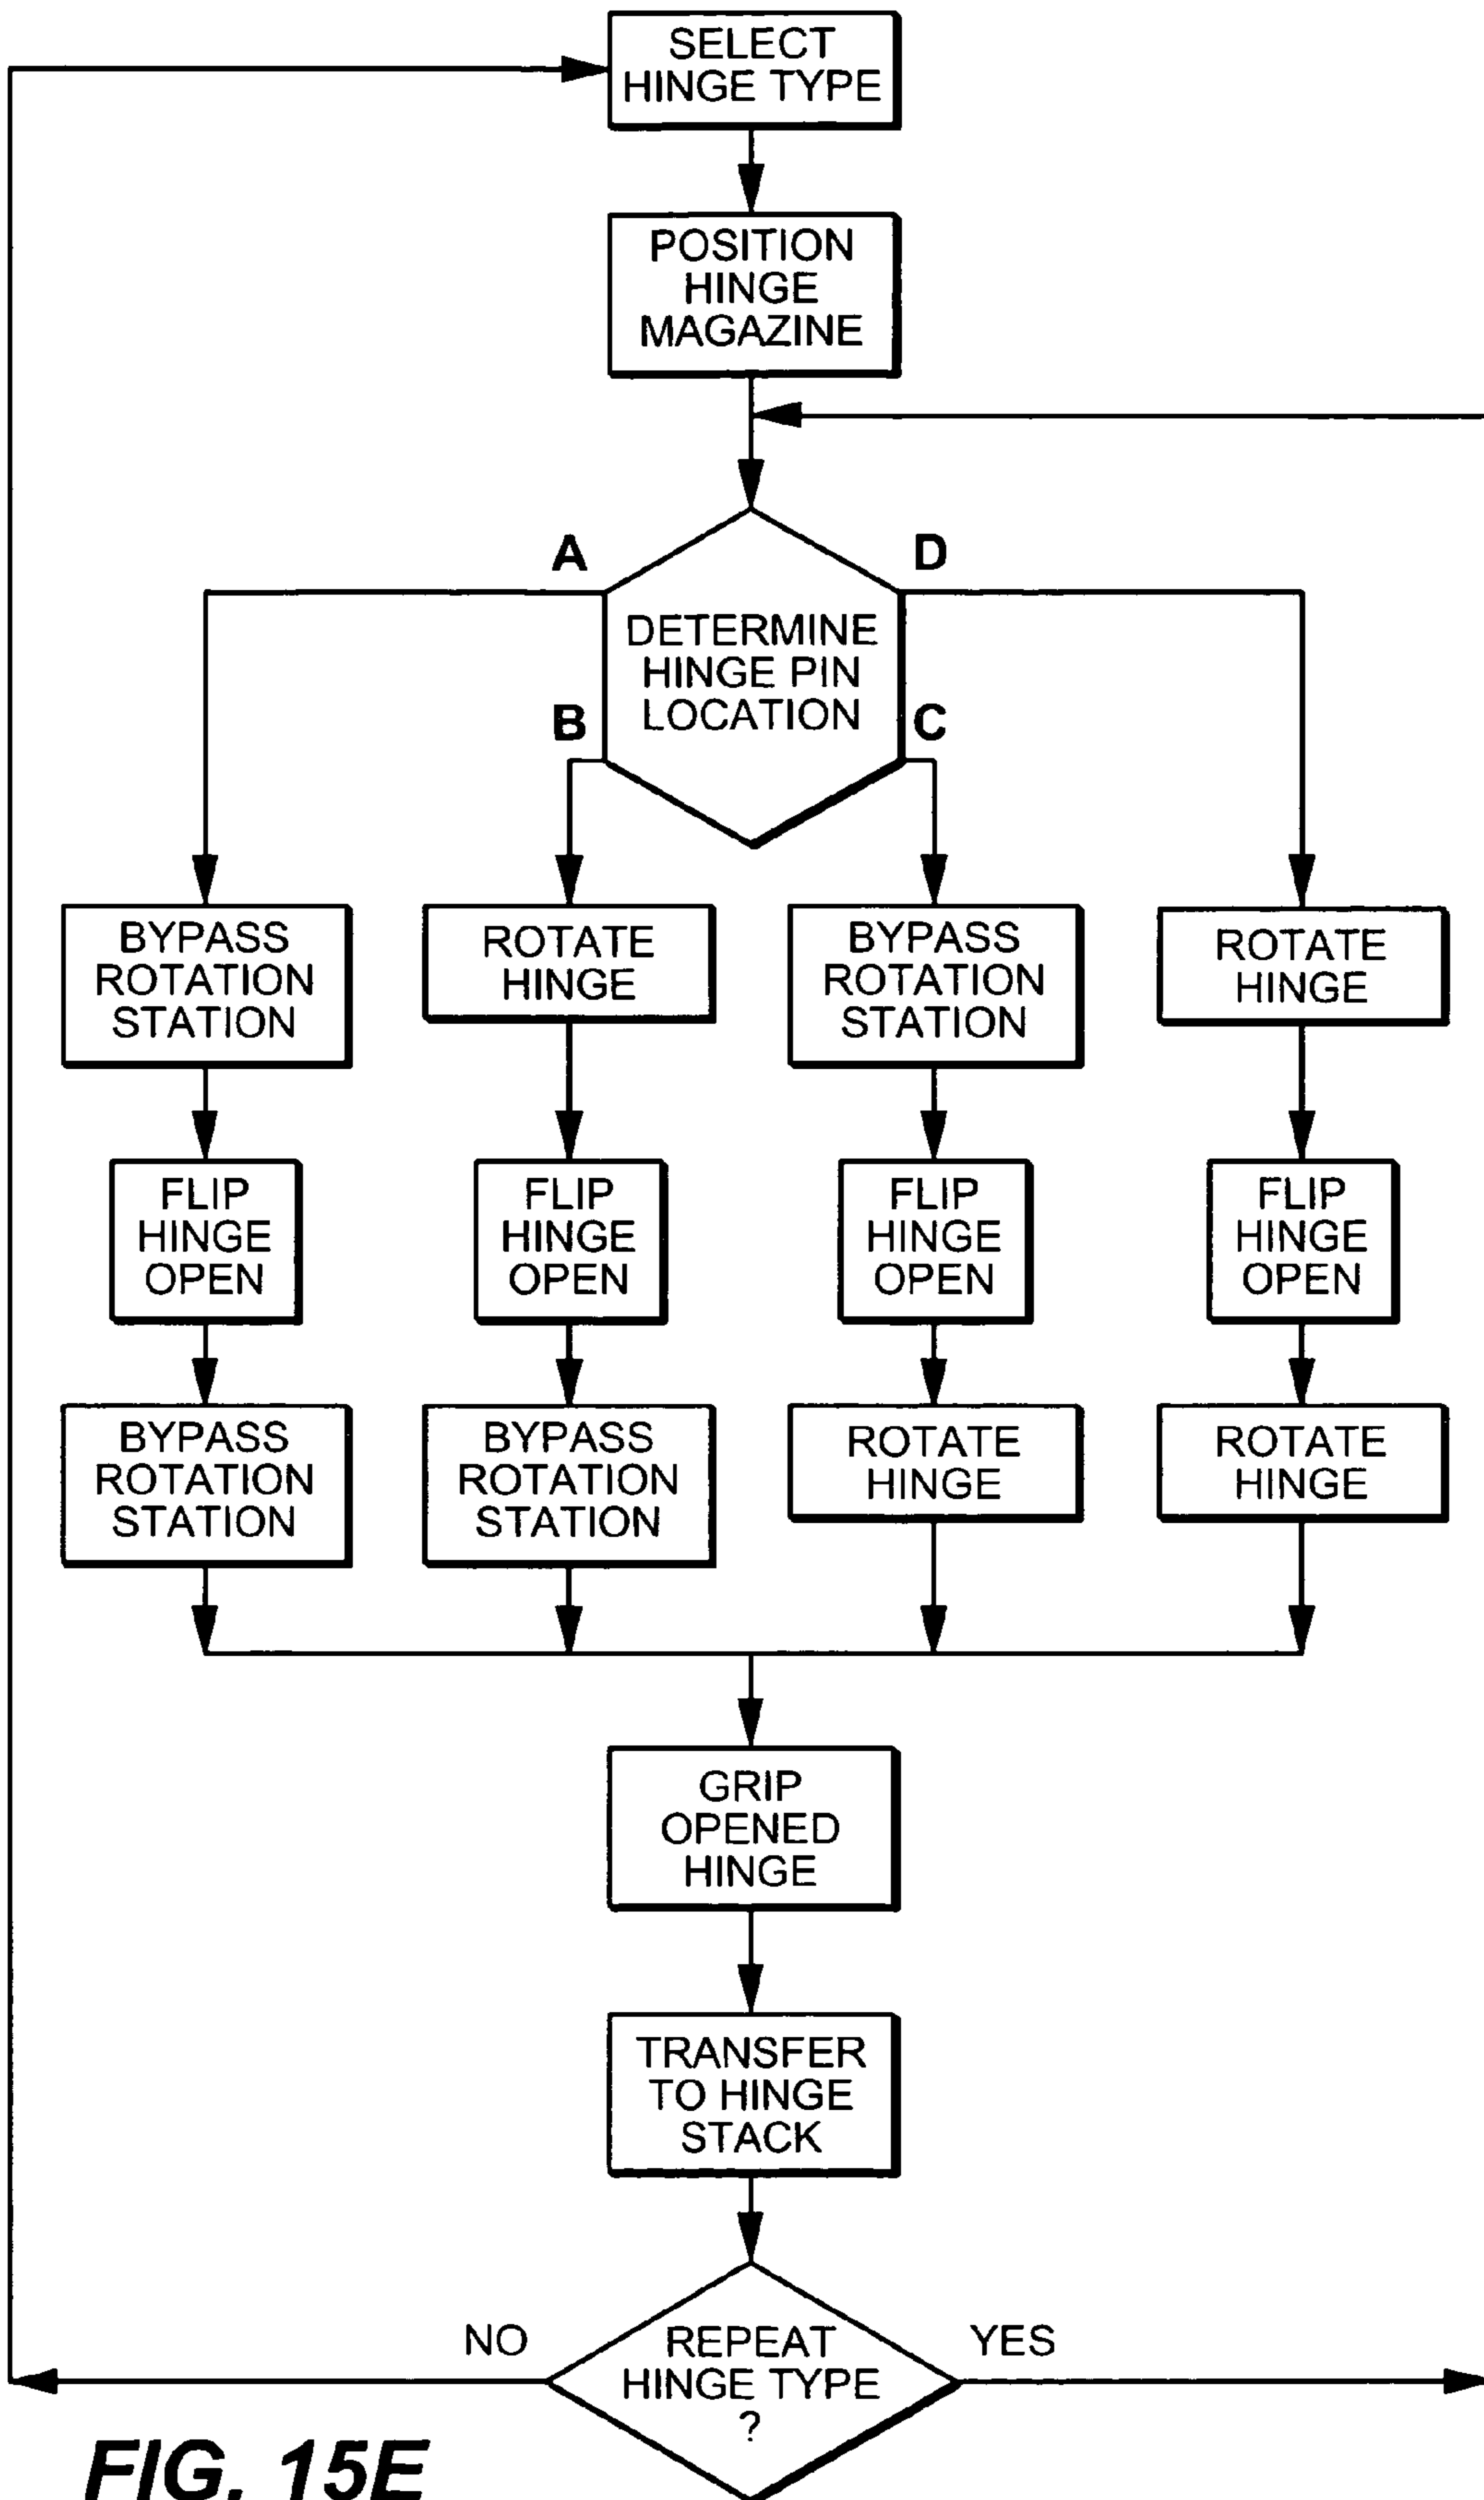 SELECT
HINGE TYPE
POSITION
HINGE
MAGAZINE
A
D
DETERMINE
HINGE PIN
LOCATION
B
C
BYPASS
ROTATION
STATION
ROTATE
HINGE
BYPASS
ROTATION
STATION
ROTATE
HINGE
FLIP
HINGE
OPEN
FLIP
HINGE
OPEN
FLIP
HINGE
OPEN
FLIP
HINGE
OPEN
BYPASS
ROTATION
STATION
BYPASS
ROTATION
STATION
ROTATE
HINGE
ROTATE
HINGE
GRIP
OPENED
HINGE
TRANSFER
TO HINGE
STACK
NO
REPEAT
HINGE TYPE
?
YES
FIG. 15E